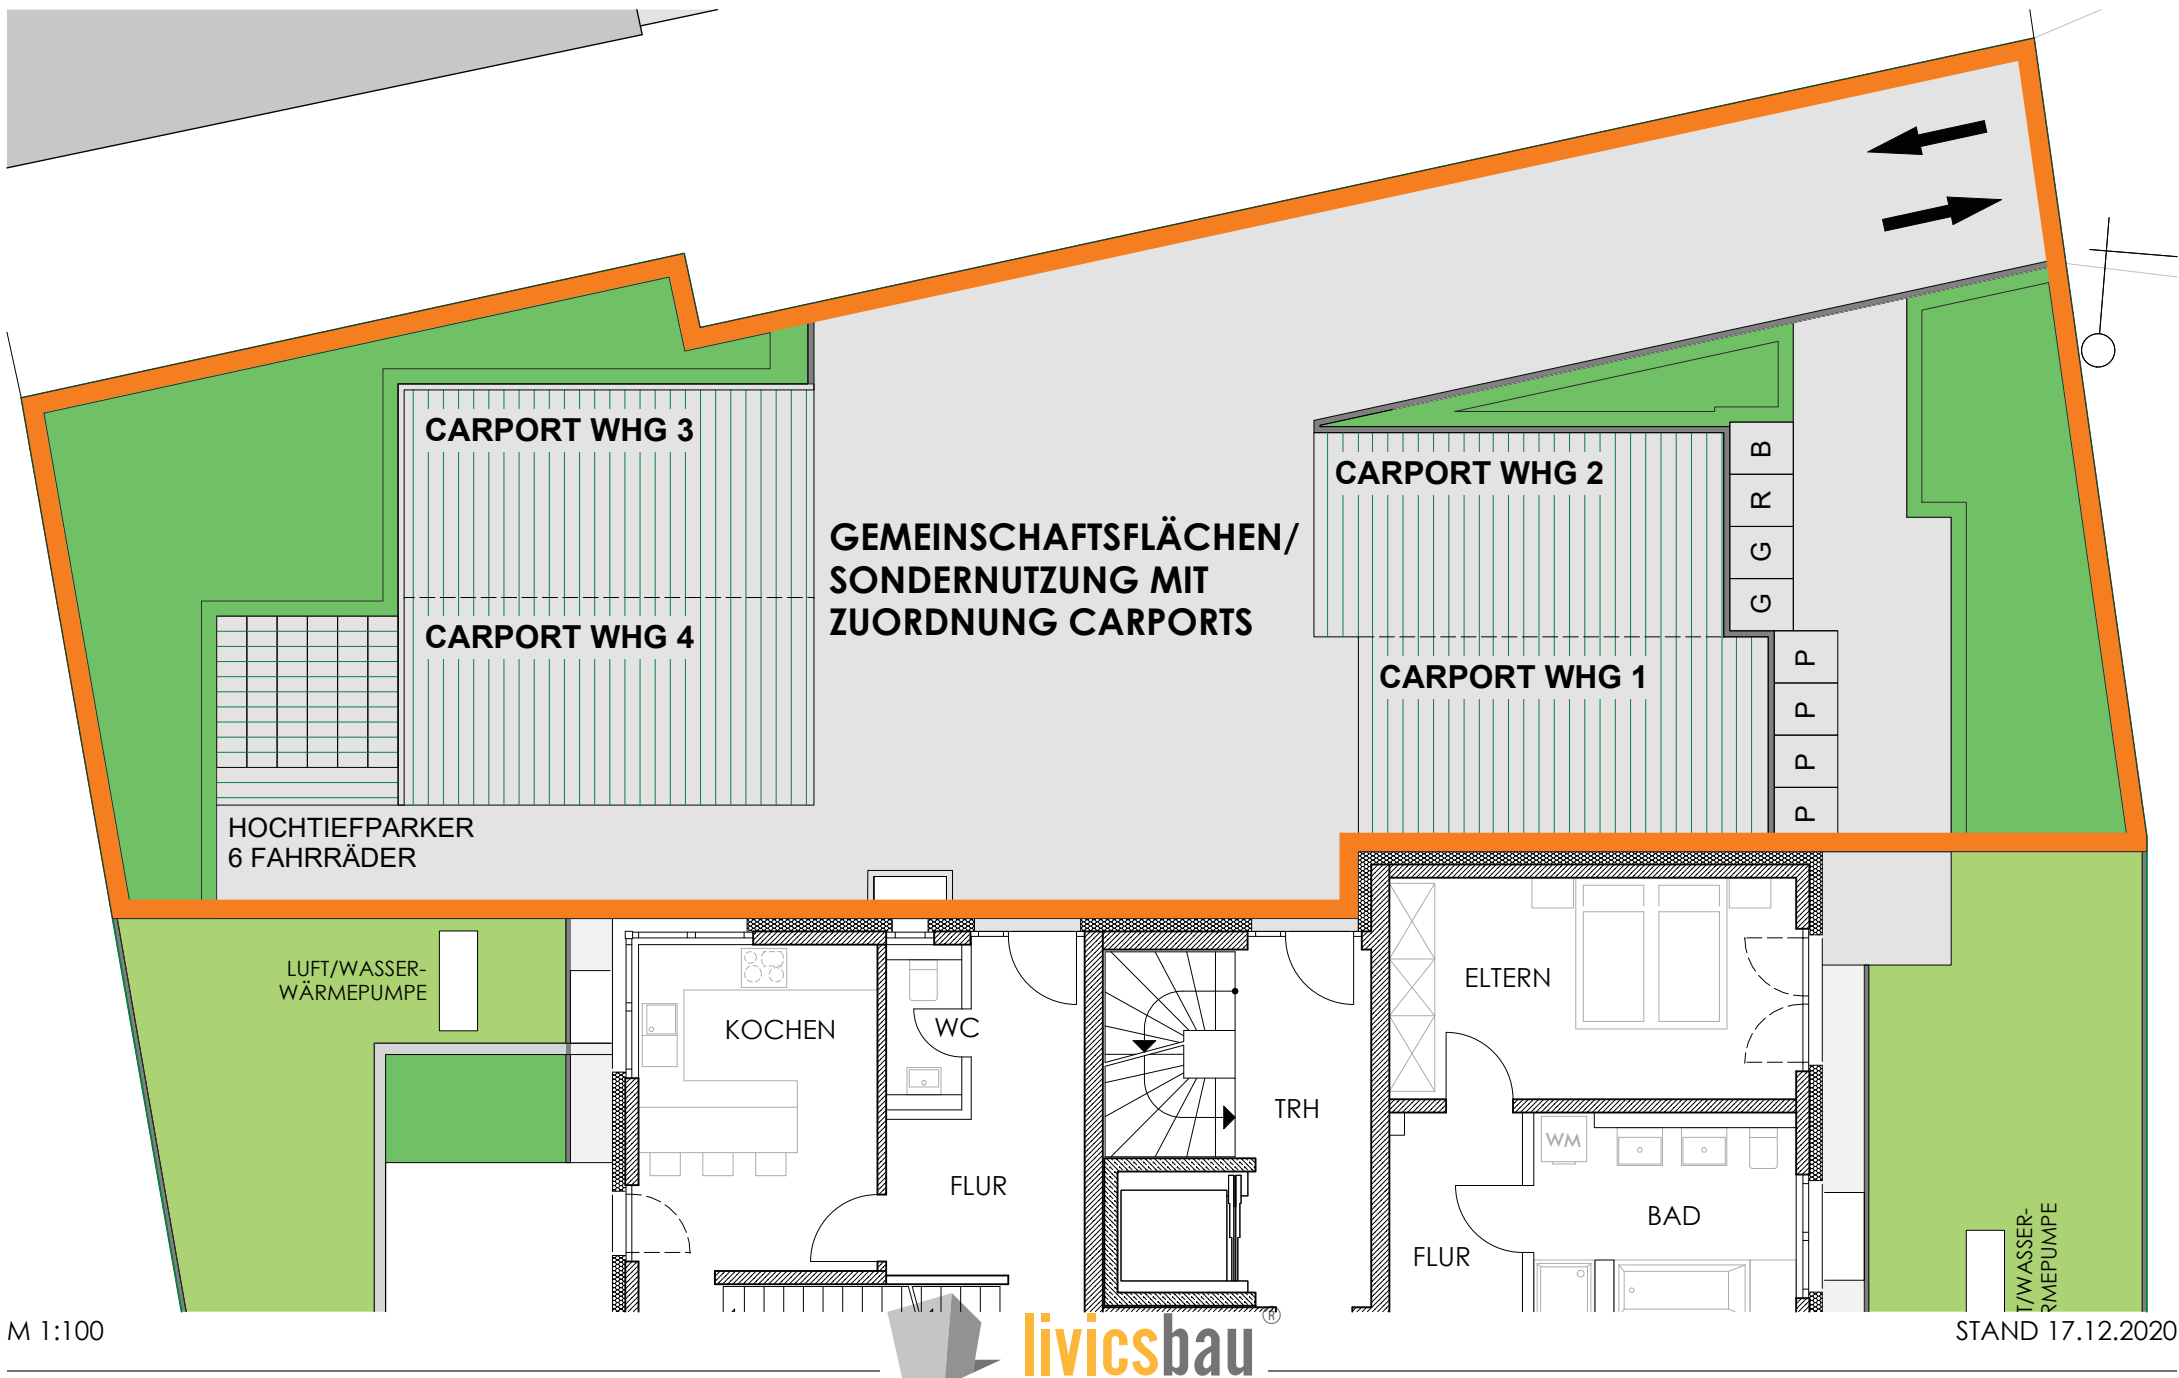 CARPORT WHG 3
CARPORT WHG 2
B
R
G
G
GEMEINSCHAFTSFLÄCHEN/
SONDERNUTZUNG MIT
ZUORDNUNG CARPORTS
CARPORT WHG 4
CARPORT WHG 1
P
P
P
P
HOCHTIEFPARKER
6 FAHRRÄDER
LUFT/WASSER-
WÄRMEPUMPE
KOCHEN
WC
ELTERN
TRH
WM
FLUR
BAD
FLUR
T/WASSER-
RMEPUMPE
M 1:100
livicsbau®
STAND 17.12.2020